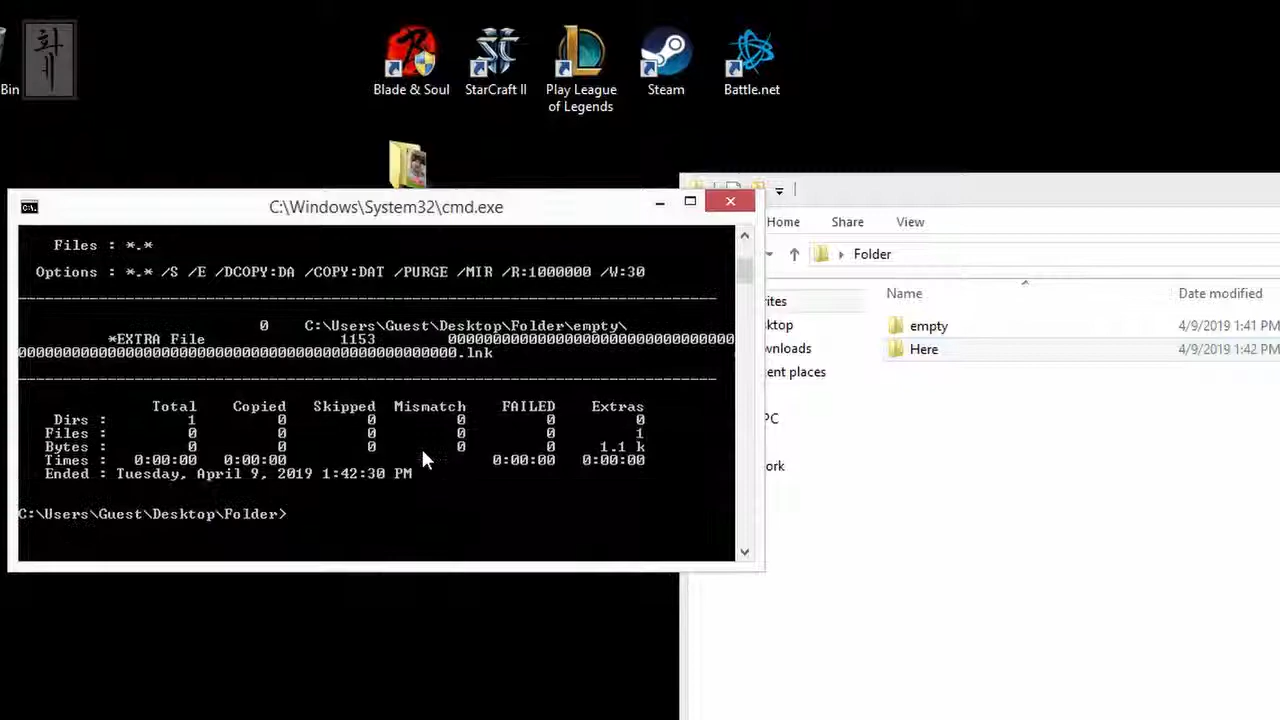 화
Bin
Blade & Soul
StarCraft II
Play League
of Legends
Steam
Battle.net
C:\Windows\System32\cmd.exe
Files : *.*
Options : *.* /S /E /DCOPY:DA /COPY:DAT /PURGE /MIR /R:1000000 /W:30
0 C:\Users\Guest\Desktop\Folder\empty\
*EXTRA File 1153 00000000000000000000000000000000
0000000000000000000000000000000000000000000000000.lnk
Total Copied Skipped Mismatch FAILED Extras
Dirs : 1 0 0 0 0 0
Files : 0 0 0 0 0 1
Bytes : 0 0 0 0 0 1.1 k
Times : 0:00:00 0:00:00 0:00:00 0:00:00
Ended : Tuesday, April 9, 2019 1:42:30 PM
C:\Users\Guest\Desktop\Folder>
Home Share View
Folder
Name Date modified
rites
ktop
wnloads
ent places
PC
ork
empty 4/9/2019 1:41 PM
Here 4/9/2019 1:42 PM